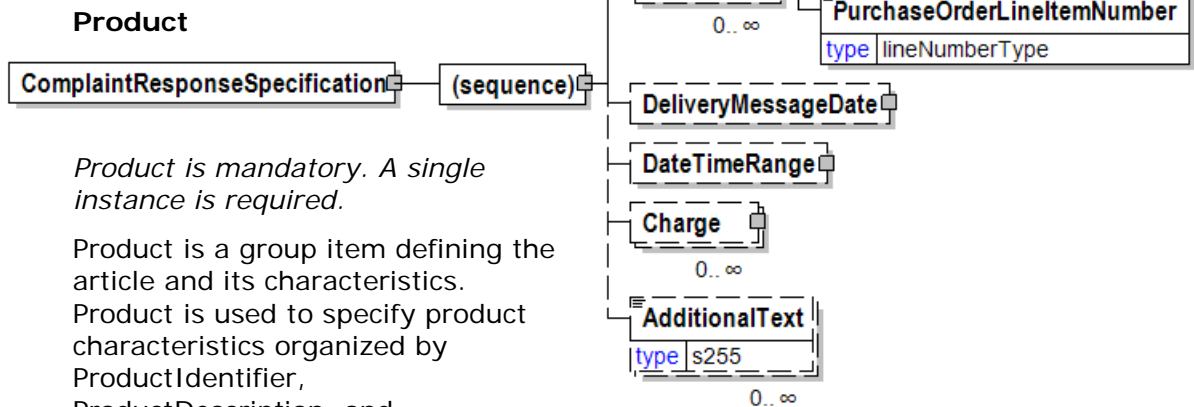 Product
0.. ∞
PurchaseOrderLineItemNumber
type lineNumberType
ComplaintResponseSpecification
(sequence)
DeliveryMessageDate
DateTimeRange
Charge
0.. ∞
AdditionalText
type s255
0.. ∞
Product is mandatory. A single
instance is required.
Product is a group item defining the
article and its characteristics.
Product is used to specify product
characteristics organized by
ProductIdentifier,
ProductDescription, and